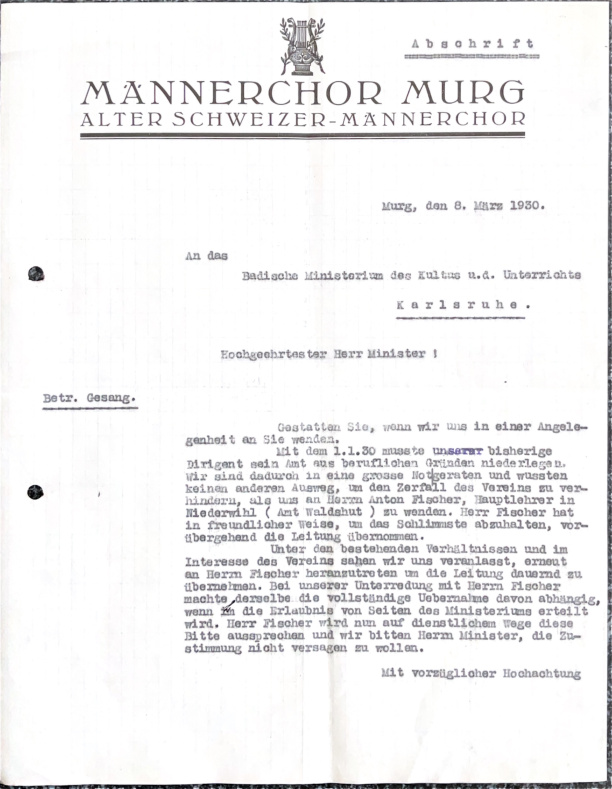 Abschrift
MÄNNERCHOR MURG
ALTER SCHWEIZER-MÄNNERCHOR
Murg, den 8. März 1930.
An das
Badische Ministerium des Kultus u.d. Unterrichts
Karlsruhe.
Hochgeehrtester Herr Minister !
Betr. Gesang.
Gestatten Sie, wenn wir uns in einer Angele-
genheit an Sie wenden.
Mit dem 1.1.30 musste unserer bisherige
Dirigent sein Amt aus beruflichen Gründen niederlegen.
Wir sind dadurch in eine grosse Notgeraten und wussten
keinen anderen Ausweg, um den Zerfall des Vereins zu ver-
hindern, als uns an Herrn Anton Fischer, Hauptlehrer in
Niederwihl ( Amt Waldshut ) zu wenden. Herr Fischer hat
in freundlicher Weise, um das Schlimmste abzuhalten, vor-
übergehend die Leitung übernommen.
Unter den bestehenden Verhältnissen und im
Interesse des Vereins sahen wir uns veranlasst, erneut
an Herrn Fischer heranzutreten um die Leitung dauernd zu
übernehmen. Bei unserer Unterredung mit Herrn Fischer
machte derselbe die vollständige Uebernahme davon abhängig,
wenn die Erlaubnis von Seiten des Ministeriums erteilt
wird. Herr Fischer wird nun auf dienstlichem Wege diese
Bitte aussprechen und wir bitten Herrn Minister, die Zu-
stimmung nicht versagen zu wollen.
Mit vorzüglicher Hochachtung